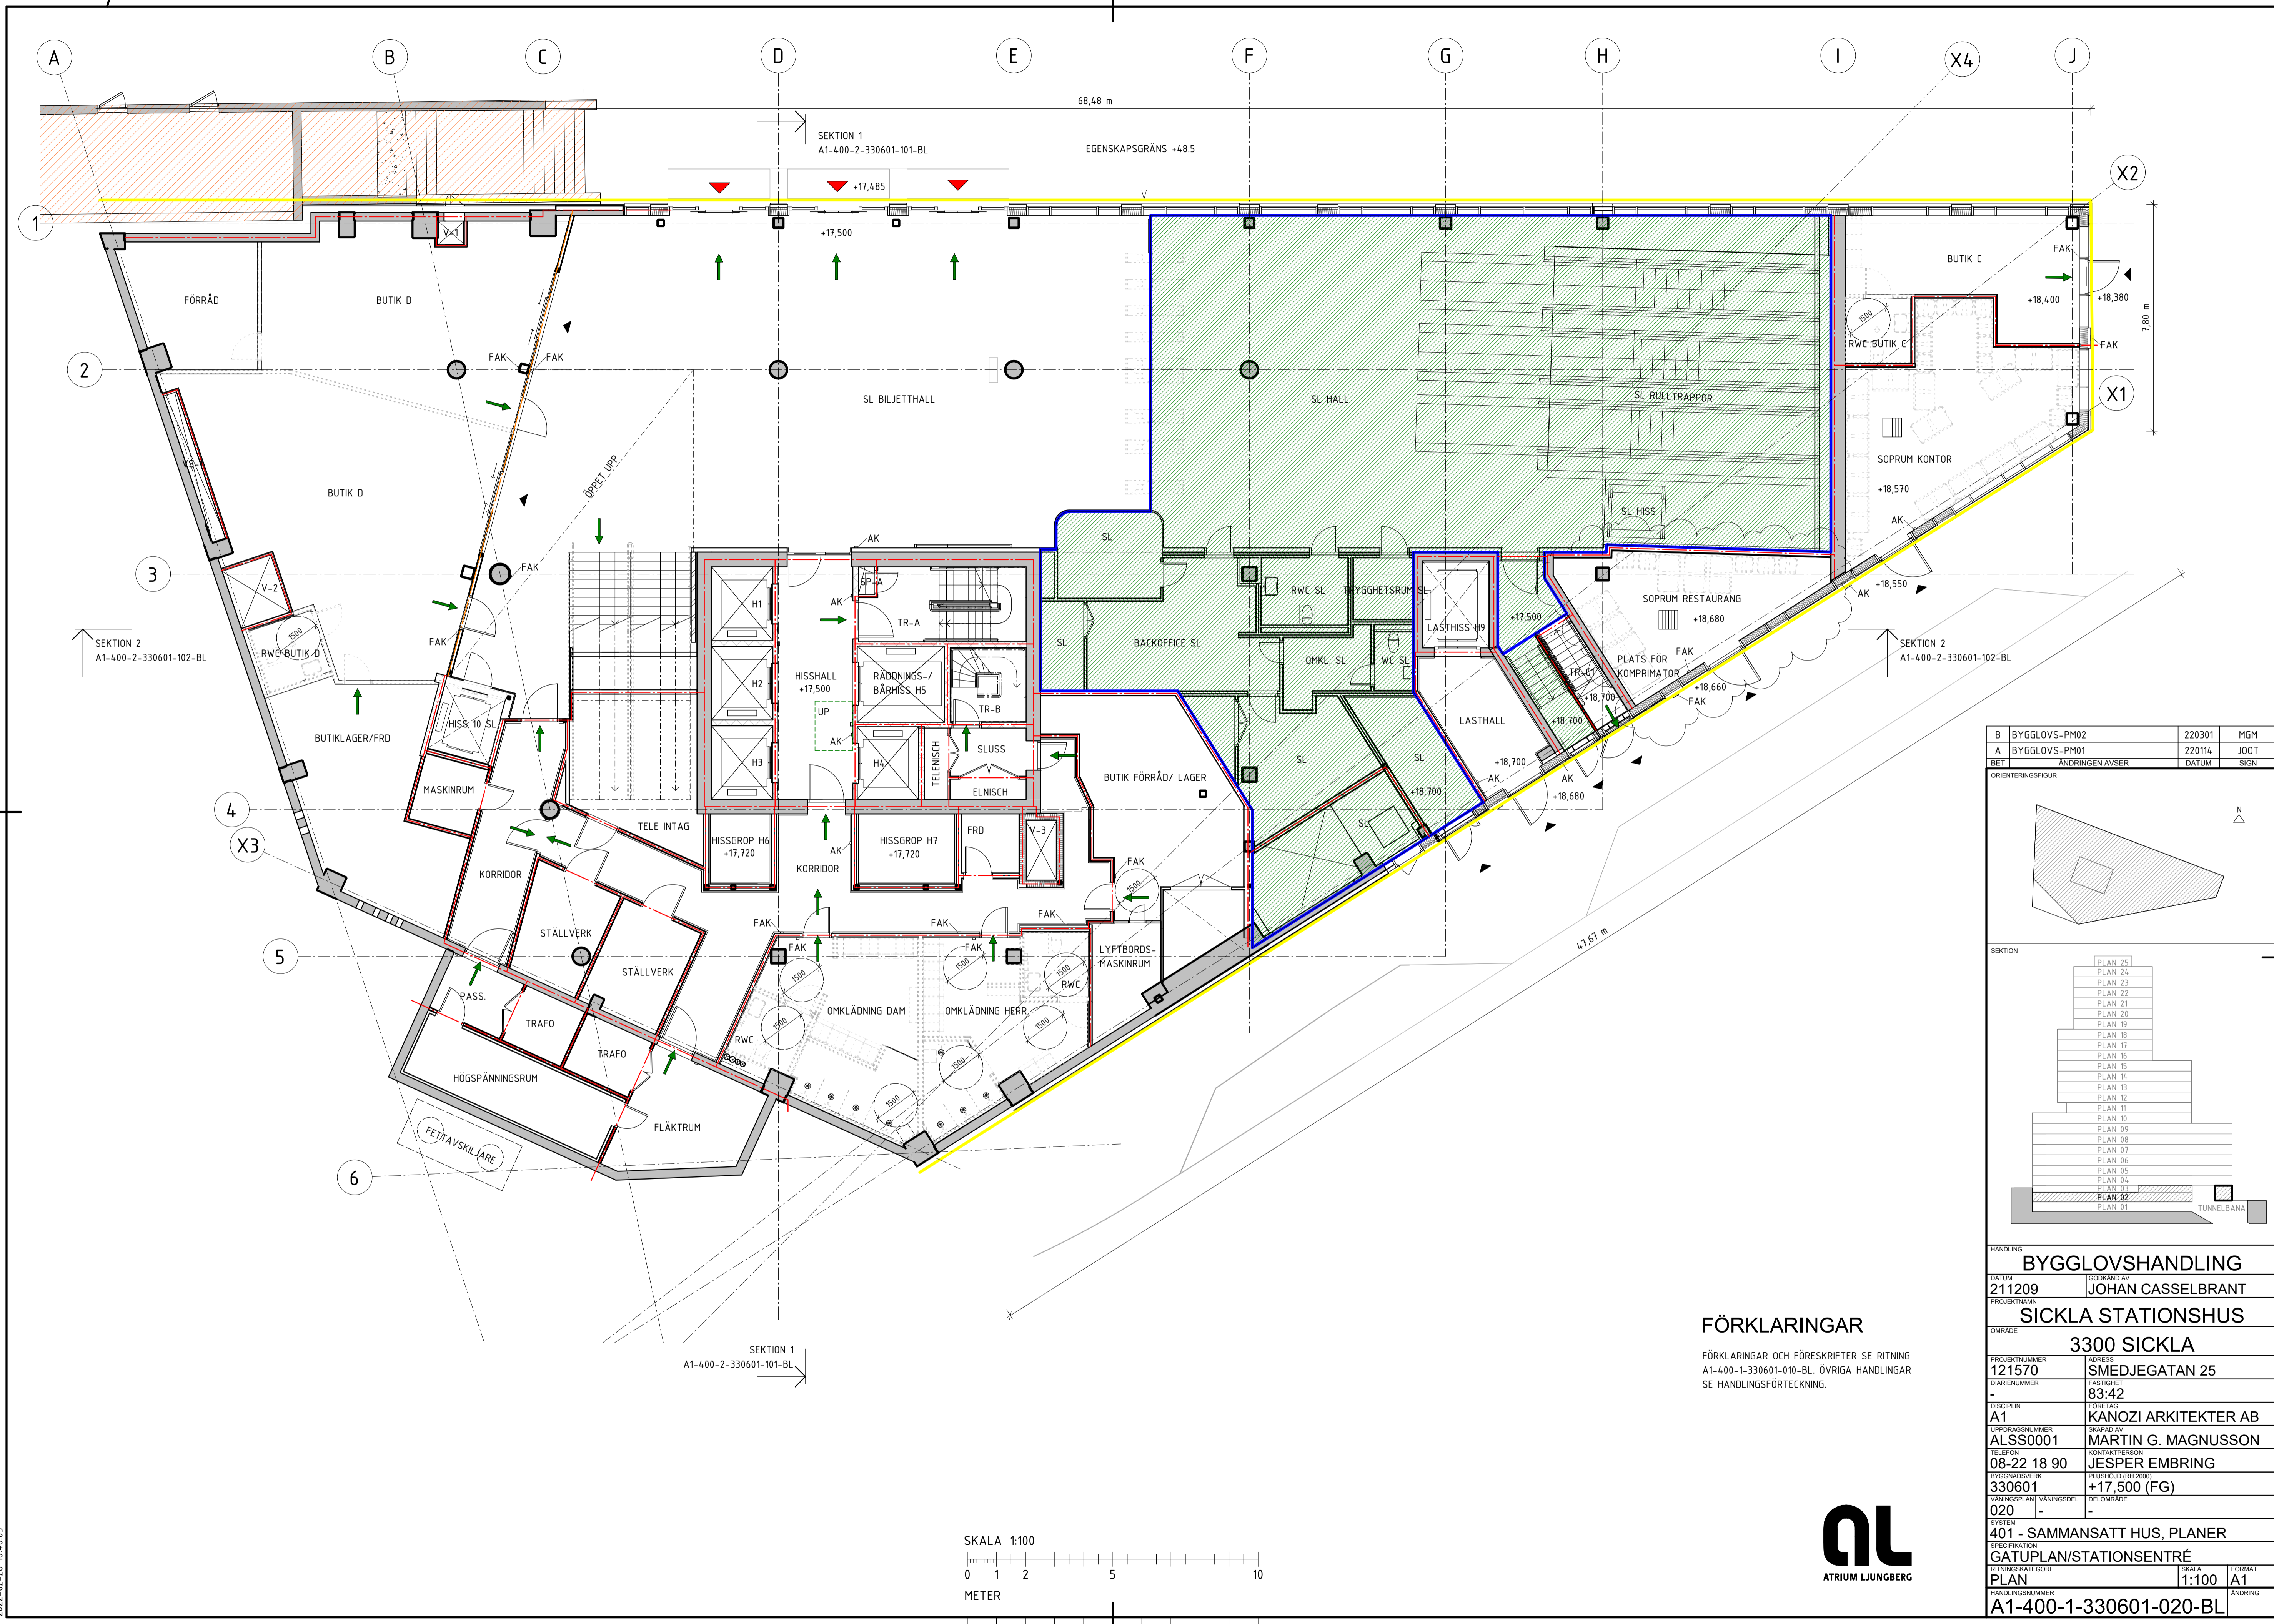 A
B
C
D
E
F
G
H
I
X4
J
68,48 m
SEKTION 1
A1-400-2-330601-101-BL
EGENSKAPSGRÄNS +48.5
X2
+17,485
1
V-1
+17,500
FAK
BUTIK C
FÖRRÅD
BUTIK D
+18,400
+18,380
7,80 m
1500
RWC BUTIK C
FAK
FAK
FAK
2
SL BILJETTHALL
SL HALL
SL RULLTRAPPOR
X1
ÖPPET UPP
SOPRUM KONTOR
BUTIK D
+18,570
SL HISS
AK
AK
SL
FAK
3
SP-A
+18,550
V-2
H1
AK
RWC SL
TRYGGHETSRUM SL
AK
SOPRUM RESTAURANG
+18,680
+17,500
TR-A
LASTHISS H9
1500
SEKTION 2
A1-400-2-330601-102-BL
FAK
RWC BUTIK D
SL
BACKOFFICE SL
SEKTION 2
A1-400-2-330601-102-BL
FAK
OMKL. SL
WC SL
PLATS FÖR
KOMPRIMATOR
TR-C1
HISSHALL
+17,500
RÄDDNINGS-/
BÅRHISS H5
H2
+18,660
+18,700
FAK
UP
TR-B
HISS 10 SL
LASTHALL
+18,700
BUTIKLAGER/FRD
AK
TELENISCH
SLUSS
H3
H4
SL
SL
+18,700
BUTIK FÖRRÅD/ LAGER
AK
AK
MASKINRUM
ELNISCH
+18,700
+18,680
4
TELE INTAG
SL
HISSGROP H6
+17,720
HISSGROP H7
+17,720
FRD
V-3
X3
AK
KORRIDOR
FAK
KORRIDOR
1500
FAK
FAK
FAK
STÄLLVERK
FAK
FAK
LYFTBORDS-
MASKINRUM
47,67 m
5
STÄLLVERK
1500
1500
1500
RWC
PASS.
OMKLÄDNING DAM
OMKLÄDNING HERR
TRAFO
1500
1500
RWC
TRAFO
1500
HÖGSPÄNNINGSRUM
1500
FLÄKTRUM
FETTAVSKILJARE
6
SEKTION 1
A1-400-2-330601-101-BL
FÖRKLARINGAR
FÖRKLARINGAR OCH FÖRESKRIFTER SE RITNING
A1-400-1-330601-010-BL. ÖVRIGA HANDLINGAR
SE HANDLINGSFÖRTECKNING.
SKALA 1:100
0 1 2 5 10
METER
AL
ATRIUM LJUNGBERG
B BYGGLOVS-PM02 220301 MGM
A BYGGLOVS-PM01 220114 JOOT
BET ÄNDRINGEN AVSER DATUM SIGN
ORIENTERINGSFIGUR
N
SEKTION
PLAN 25
PLAN 24
PLAN 23
PLAN 22
PLAN 21
PLAN 20
PLAN 19
PLAN 18
PLAN 17
PLAN 16
PLAN 15
PLAN 14
PLAN 13
PLAN 12
PLAN 11
PLAN 10
PLAN 09
PLAN 08
PLAN 07
PLAN 06
PLAN 05
PLAN 04
PLAN 03
PLAN 02
PLAN 01
TUNNELBANA
HANDLING
BYGGLOVSHANDLING
DATUM GODKÄND AV
211209 JOHAN CASSELBRANT
PROJEKTNAMN
SICKLA STATIONSHUS
OMRÅDE
3300 SICKLA
PROJEKTNUMMER ADRESS
121570 SMEDJEGATAN 25
DIARIENUMMER FASTIGHET
- 83:42
DISCIPLIN FÖRETAG
A1 KANOZI ARKITEKTER AB
UPPDRAGSNUMMER SKAPAD AV
ALSS0001 MARTIN G. MAGNUSSON
TELEFON KONTAKTPERSON
08-22 18 90 JESPER EMBRING
BYGGNADSVERK PLUSHÖJD (RH 2000)
330601 +17,500 (FG)
VÅNINGSPLAN VÅNINGSDEL DELOMRÅDE
020 - -
SYSTEM
401 - SAMMANSATT HUS, PLANER
SPECIFIKATION
GATUPLAN/STATIONSENTRÉ
RITNINGSKATEGORI SKALA FORMAT
PLAN 1:100 A1
HANDLINGSNUMMER ÄNDRING
A1-400-1-330601-020-BL